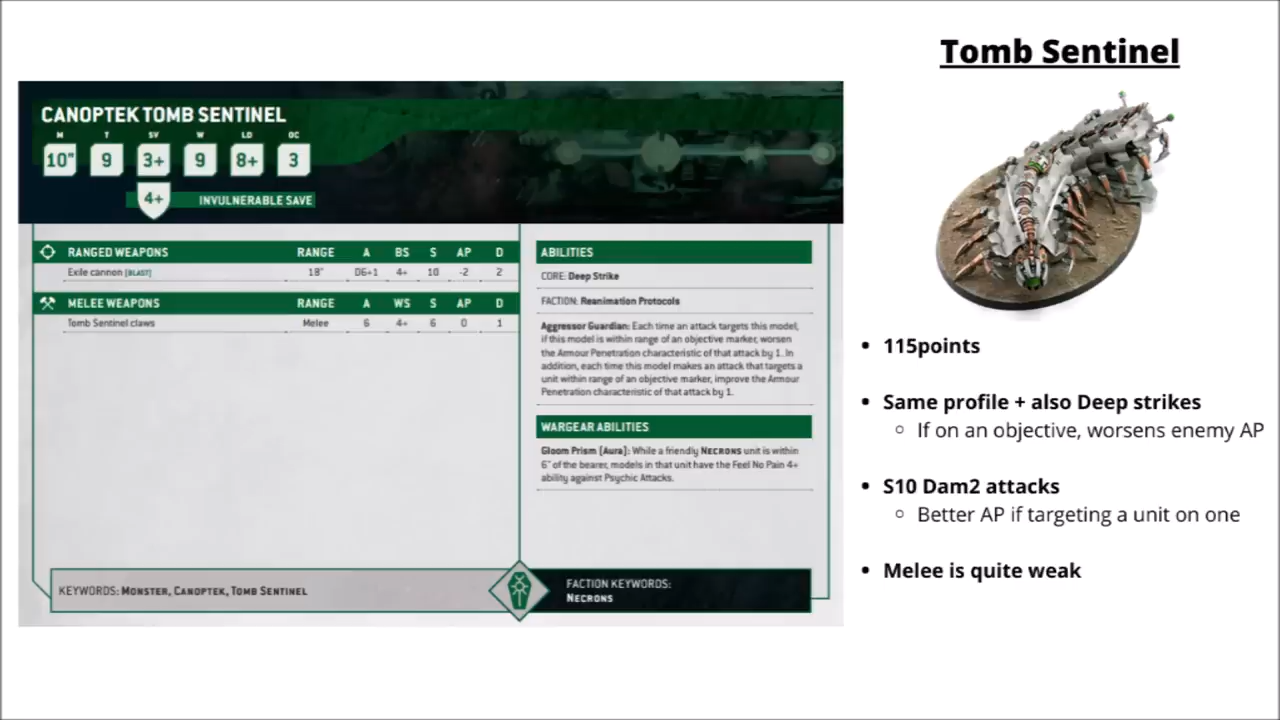 Tomb Sentinel
CANOPTEK TOMB SENTINEL
M T SV W LD OC
10" 9 3+ 9 8+ 3
4+ INVULNERABLE SAVE
RANGED WEAPONS RANGE A BS S AP D
Exile cannon [BLAST] 18" D6+1 4+ 10 -2 2
MELEE WEAPONS RANGE A WS S AP D
Tomb Sentinel claws Melee 6 4+ 6 0 1
ABILITIES
CORE: Deep Strike
FACTION: Reanimation Protocols
Aggressor Guardian: Each time an attack targets this model,
if this model is within range of an objective marker, worsen
the Armour Penetration characteristic of that attack by 1. In
addition, each time this model makes an attack that targets a
unit within range of an objective marker, improve the Armour
Penetration characteristic of that attack by 1.
WARGEAR ABILITIES
Gloom Prism (Aura): While a friendly NECRONS unit is within
6" of the bearer, models in that unit have the Feel No Pain 4+
ability against Psychic Attacks.
KEYWORDS: MONSTER, CANOPTEK, TOMB SENTINEL
FACTION KEYWORDS:
NECRONS
• 115points
• Same profile + also Deep strikes
○ If on an objective, worsens enemy AP
• S10 Dam2 attacks
○ Better AP if targeting a unit on one
• Melee is quite weak